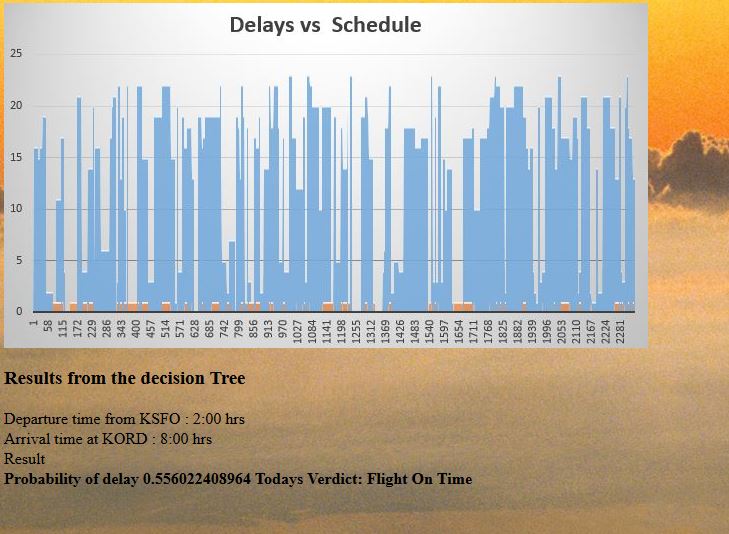 Delays vs Schedule
25
20
15
10
5
0
1 58 115 172 229 286 343 400 457 514 571 628 685 742 799 856 913 970 1027 1084 1141 1198 1255 1312 1369 1426 1483 1540 1597 1654 1711 1768 1825 1882 1939 1996 2053 2110 2167 2224 2281
Results from the decision Tree
Departure time from KSFO : 2:00 hrs
Arrival time at KORD : 8:00 hrs
Result
Probability of delay 0.556022408964 Todays Verdict: Flight On Time